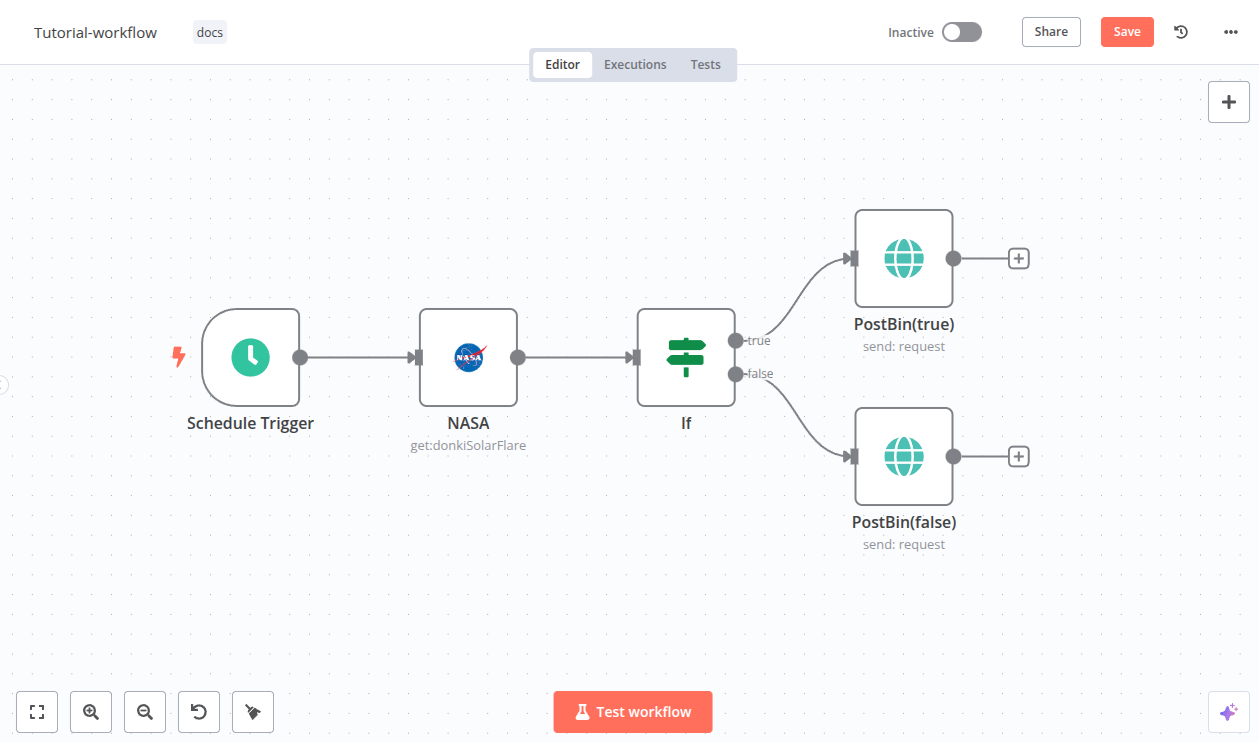 Tutorial-workflow
docs
Inactive
Share
Save
Editor
Executions
Tests
true
false
NASA
Schedule Trigger
NASA
get:donkiSolarFlare
If
PostBin(true)
send: request
PostBin(false)
send: request
Test workflow